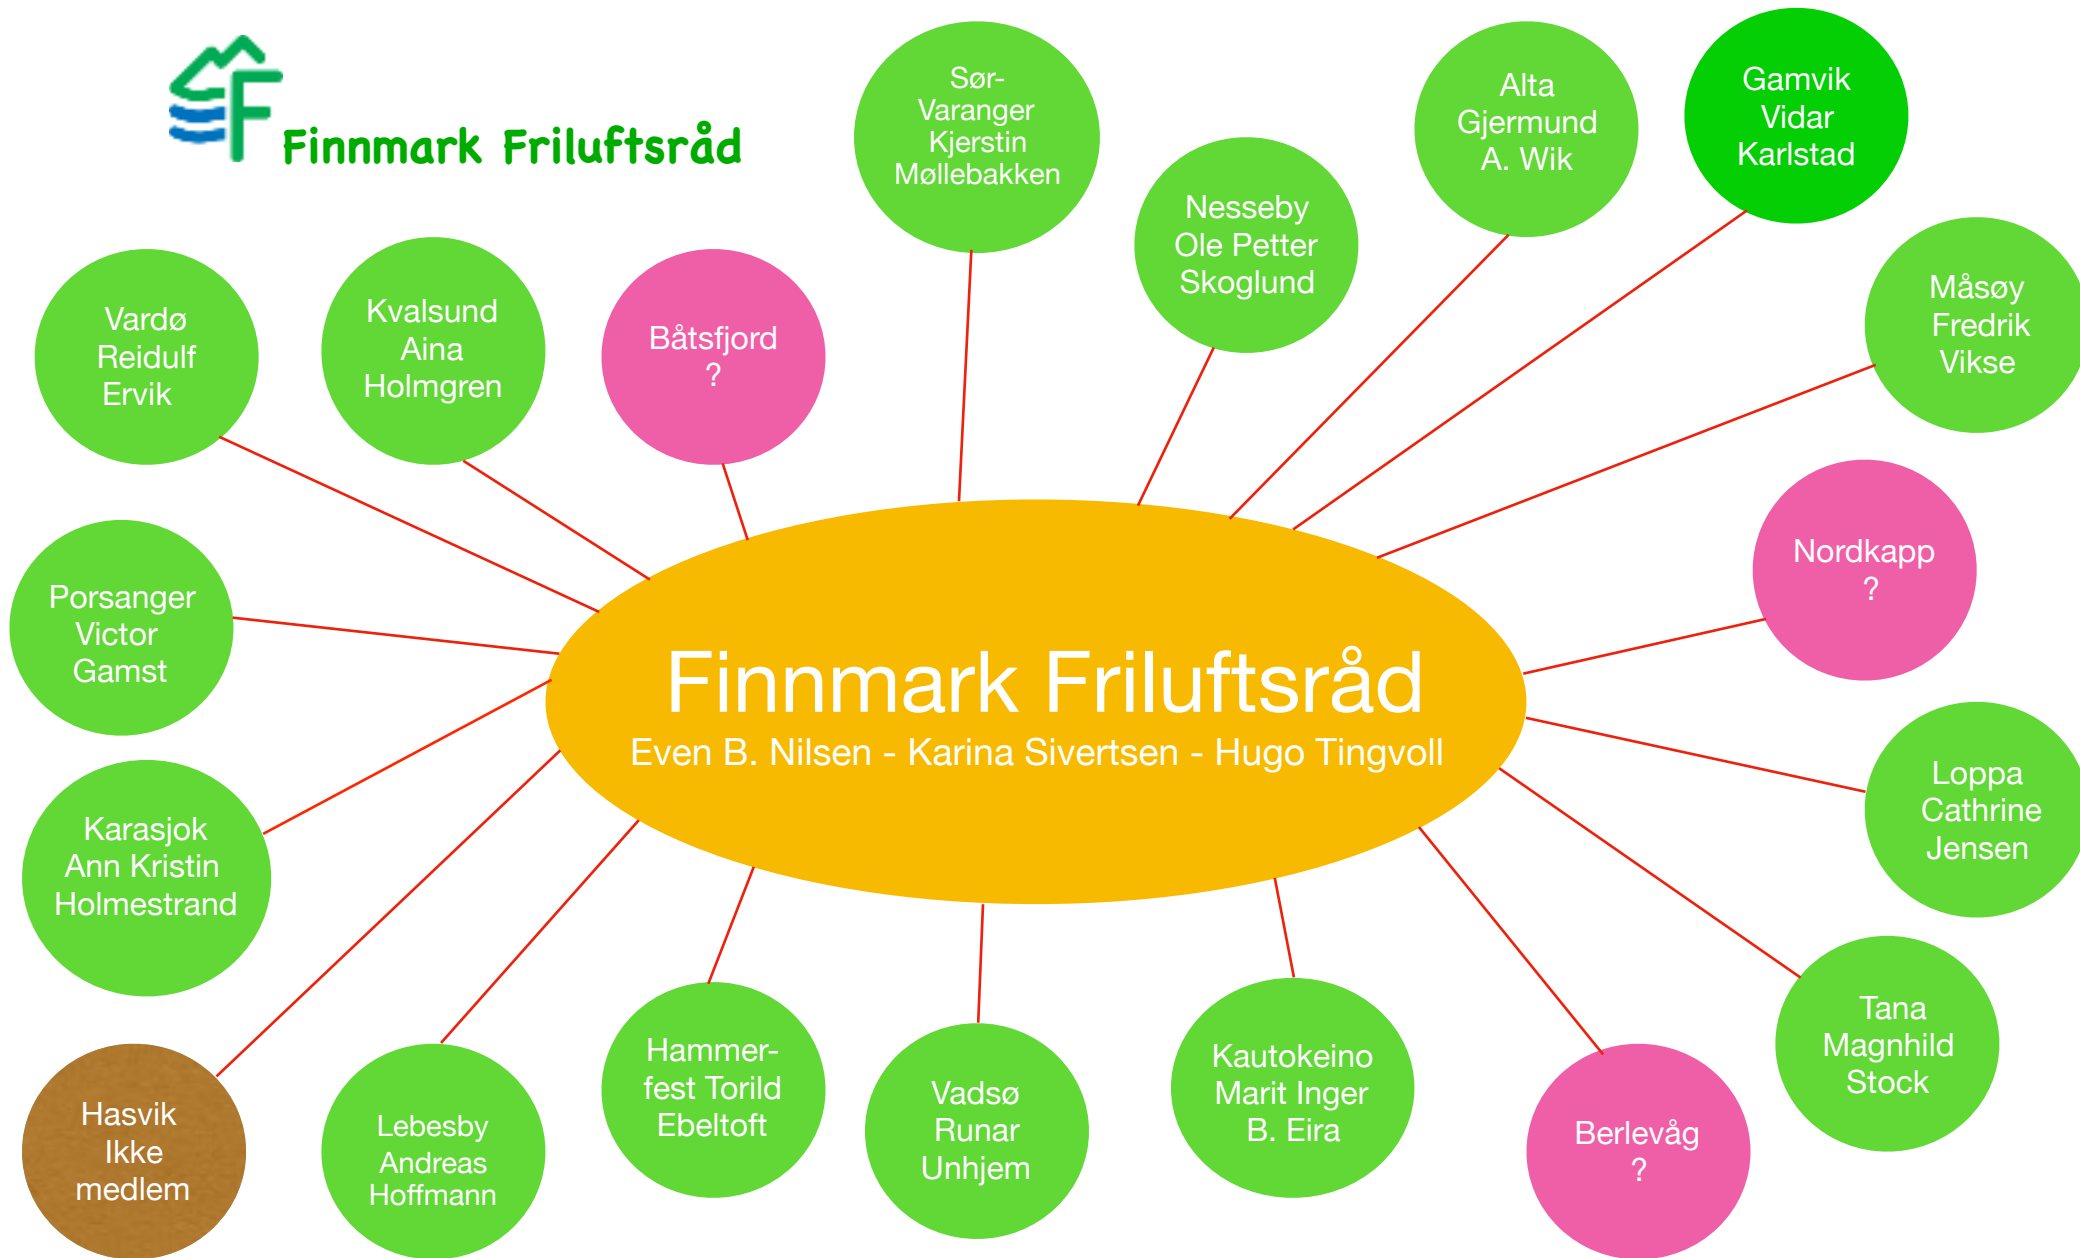 Finnmark Friluftsråd
Sør-
Varanger
Kjerstin
Møllebakken
Alta
Gjermund
A. Wik
Gamvik
Vidar
Karlstad
Nesseby
Ole Petter
Skoglund
Vardø
Reidulf
Ervik
Kvalsund
Aina
Holmgren
Båtsfjord
?
Måsøy
Fredrik
Vikse
Nordkapp
?
Porsanger
Victor
Gamst
Finnmark Friluftsråd
Even B. Nilsen - Karina Sivertsen - Hugo Tingvoll
Loppa
Cathrine
Jensen
Karasjok
Ann Kristin
Holmestrand
Tana
Magnhild
Stock
Hasvik
Ikke
medlem
Lebesby
Andreas
Hoffmann
Hammer-
fest Torild
Ebeltoft
Vadsø
Runar
Unhjem
Kautokeino
Marit Inger
B. Eira
Berlevåg
?